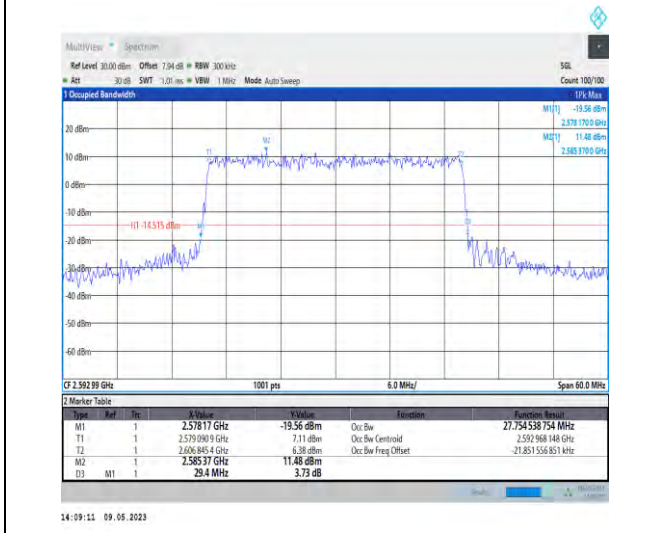 MultiView Spectrum
Ref Level 30.00 dBm Offset 7.94 dB RBW 300 kHz SGL
Att 30 dB SWT 1.01 ms VBW 1 MHz Mode Auto Sweep Count 100/100
1 Occupied Bandwidth 1Pk Max
M1[1] -19.56 dBm
2.578 170 0 GHz
M2[1] 11.48 dBm
2.585 370 0 GHz
20 dBm
10 dBm
0 dBm
-10 dBm
H1 -14.515 dBm
-20 dBm
-30 dBm
-40 dBm
-50 dBm
-60 dBm
T1
M2
T2
M1
D3
CF 2.592 99 GHz 1001 pts 6.0 MHz/ Span 60.0 MHz
2 Marker Table
Type Ref Trc X-Value Y-Value Function Function Result
M1 1 2.578 17 GHz -19.56 dBm Occ Bw 27.754 538 754 MHz
T1 1 2.579 090 9 GHz 7.11 dBm Occ Bw Centroid 2.592 968 148 GHz
T2 1 2.606 845 4 GHz 6.38 dBm Occ Bw Freq Offset -21.851 556 851 kHz
M2 1 2.585 37 GHz 11.48 dBm
D3 M1 1 29.4 MHz 3.73 dB
14:09:11 09.05.2023